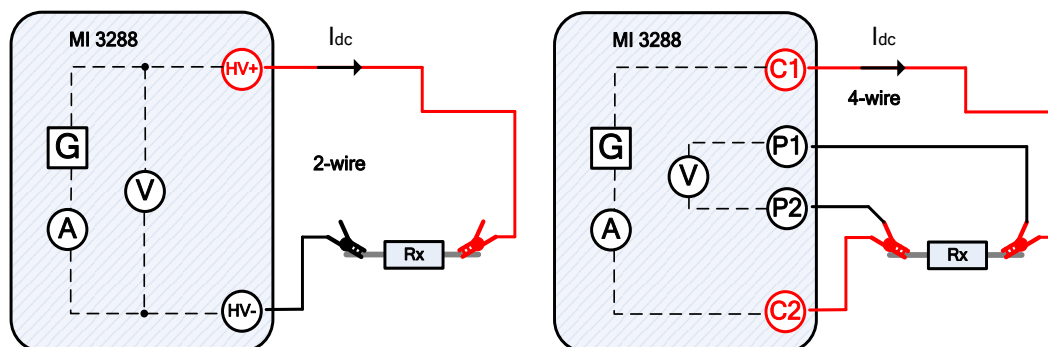 MI 3288
Idc
HV+
G
2-wire
V
A
Rx
HV-
MI 3288
Idc
C1
4-wire
G
P1
V
P2
A
Rx
C2